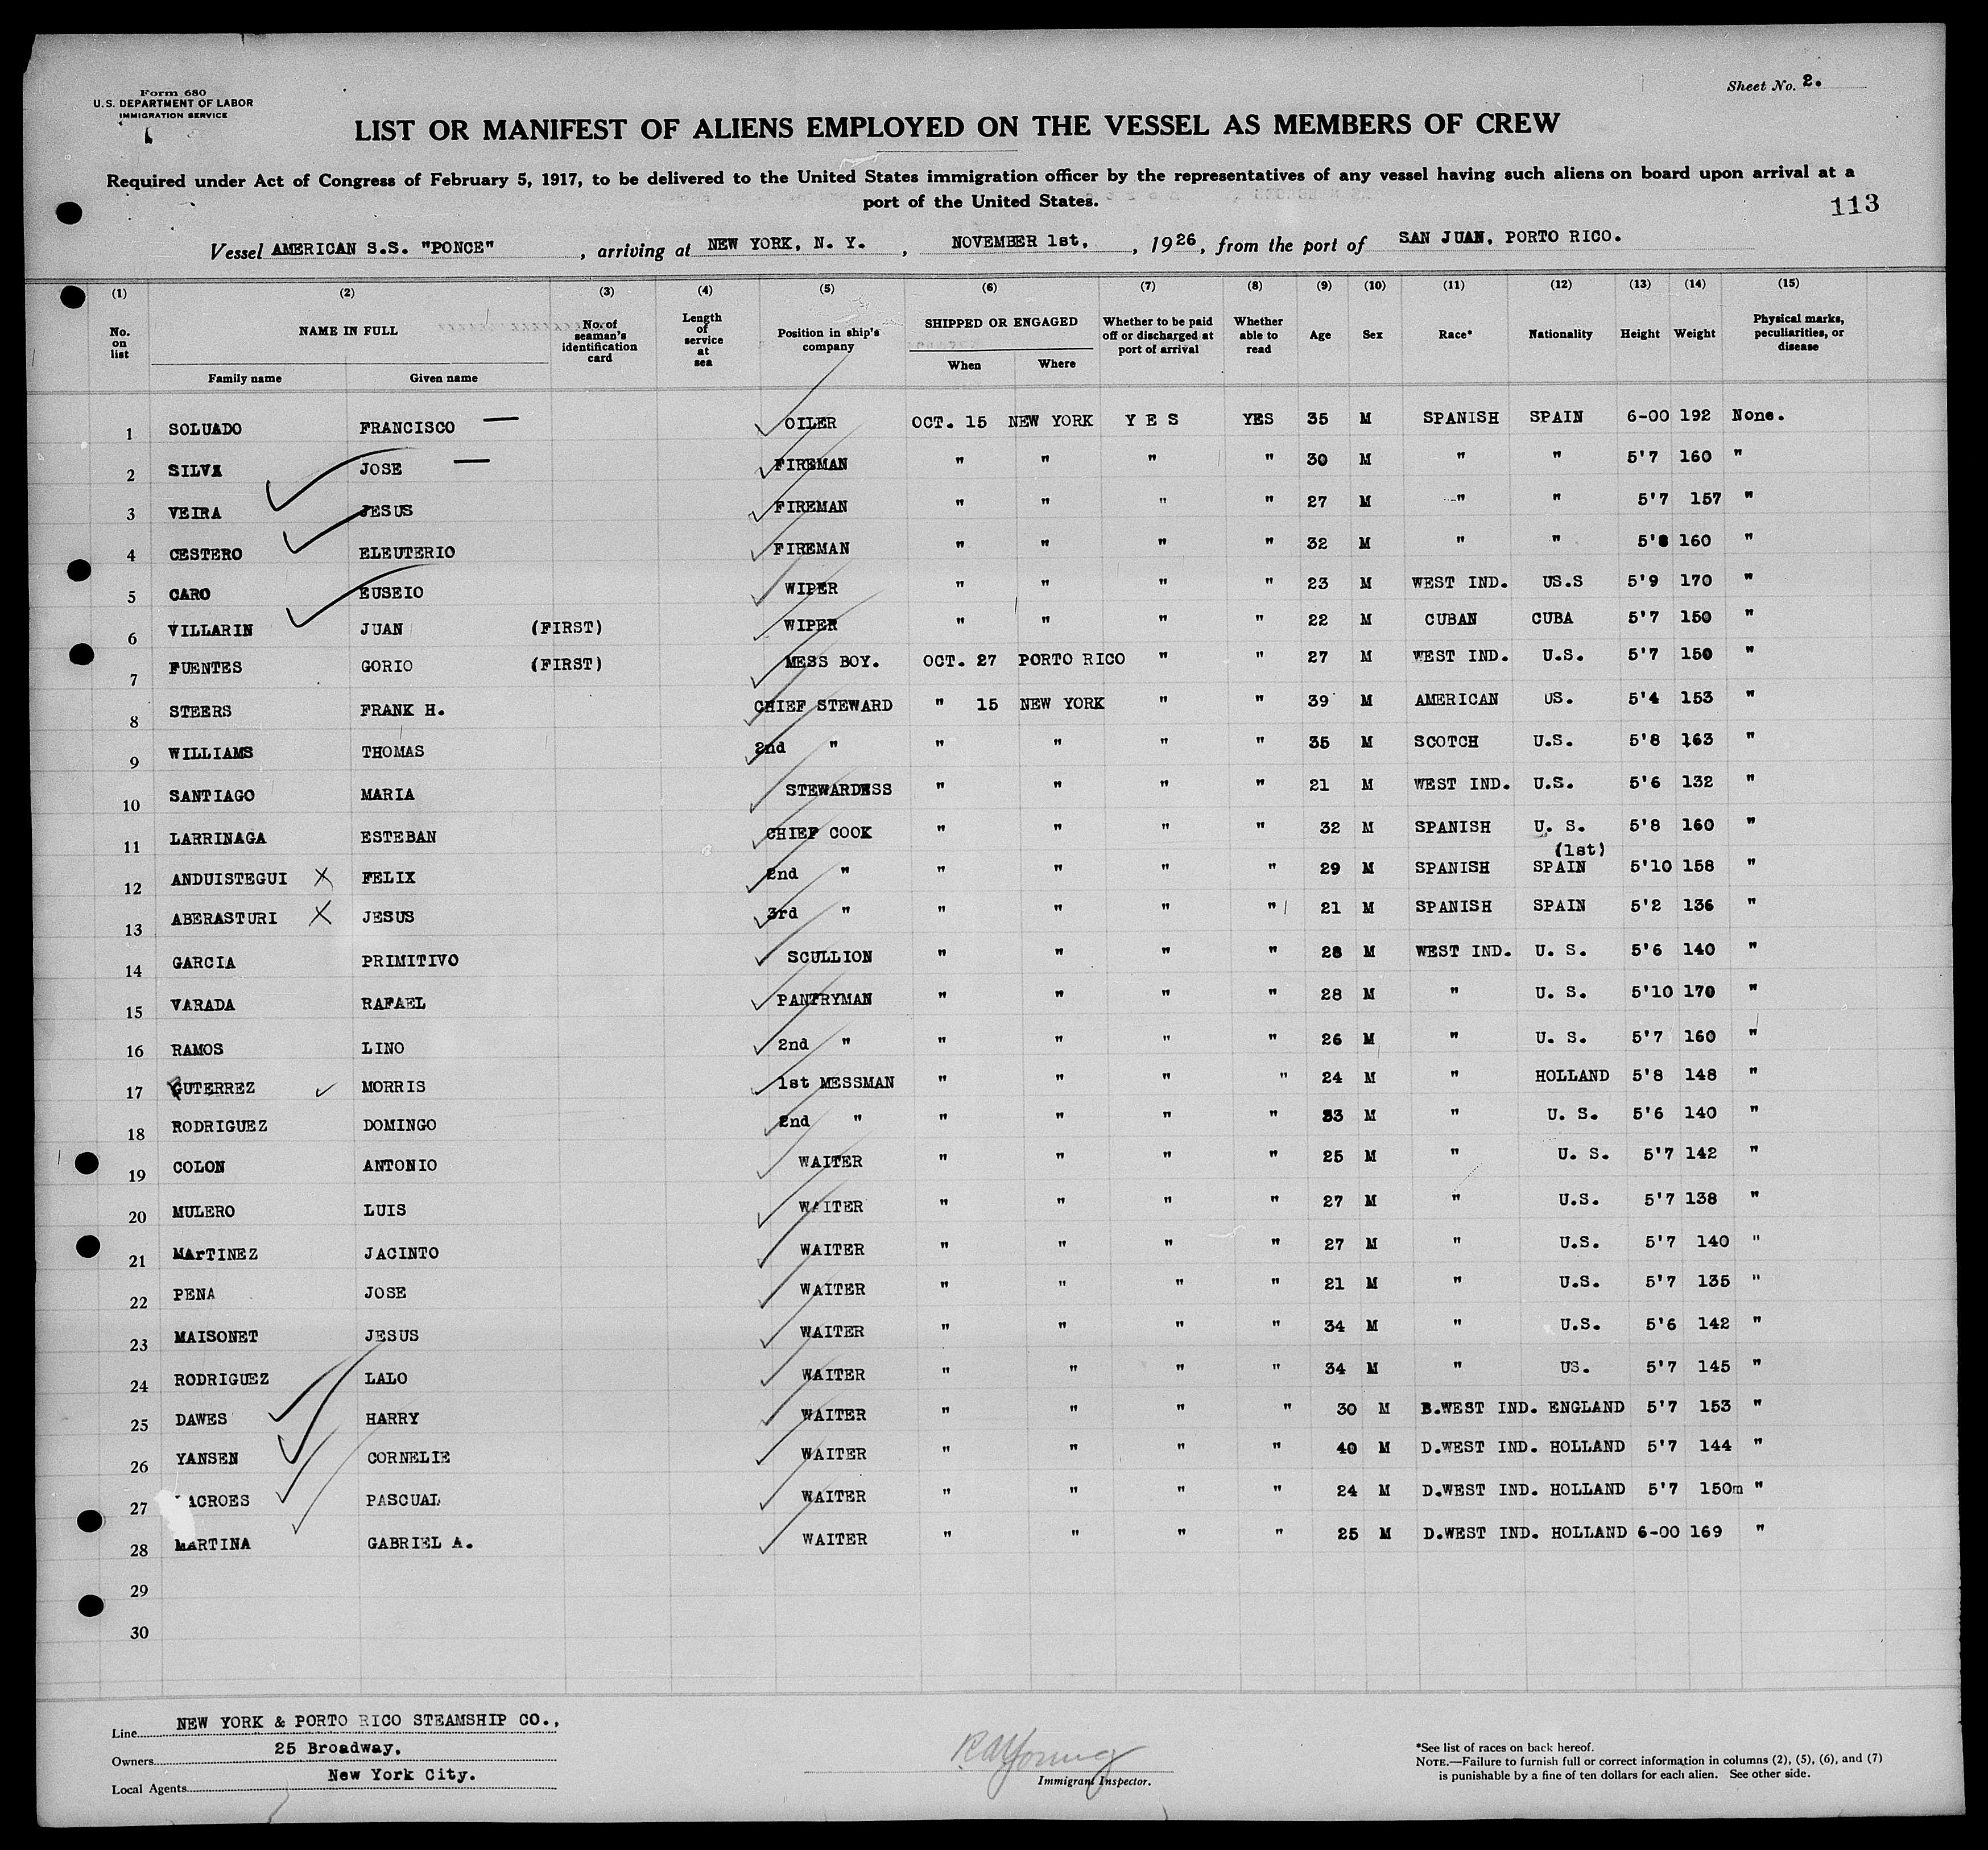 Form 680
U.S. DEPARTMENT OF LABOR
IMMIGRATION SERVICE
Sheet No. 2.
LIST OR MANIFEST OF ALIENS EMPLOYED ON THE VESSEL AS MEMBERS OF CREW
Required under Act of Congress of February 5, 1917, to be delivered to the United States immigration officer by the representatives of any vessel having such aliens on board upon arrival at a
port of the United States.
113
Vessel AMERICAN S.S. "PONCE" , arriving at NEW YORK, N. Y. , NOVEMBER 1st, , 1926, from the port of SAN JUAN, PORTO RICO.
(1) (2) (3) (4) (5) (6) (7) (8) (9) (10) (11) (12) (13) (14) (15)
No. on list NAME IN FULL Family name Given name No. of seaman's identification card Length of service at sea Position in ship's company SHIPPED OR ENGAGED When Where Whether to be paid off or discharged at port of arrival Whether able to read Age Sex Race* Nationality Height Weight Physical marks, peculiarities, or disease
1 SOLUADO FRANCISCO — OILER OCT. 15 NEW YORK Y E S YES 35 M SPANISH SPAIN 6-00 192 None.
2 SILVA JOSE — FIREMAN " " " " 30 M " " 5'7 160 "
3 VEIRA JESUS FIREMAN " " " " 27 M " " 5'7 157 "
4 CESTERO ELEUTERIO FIREMAN " " " " 32 M " " 5'8 160 "
5 CARO EUSEIO WIPER " " " " 23 M WEST IND. US.S 5'9 170 "
6 VILLARIN JUAN (FIRST) WIPER " " " " 22 M CUBAN CUBA 5'7 150 "
7 FUENTES GORIO (FIRST) MESS BOY. OCT. 27 PORTO RICO " " 27 M WEST IND. U.S. 5'7 150 "
8 STEERS FRANK H. CHIEF STEWARD " 15 NEW YORK " " 39 M AMERICAN US. 5'4 153 "
9 WILLIAMS THOMAS 2nd " " " " " 35 M SCOTCH U.S. 5'8 163 "
10 SANTIAGO MARIA STEWARDESS " " " " 21 M WEST IND. U.S. 5'6 132 "
11 LARRINAGA ESTEBAN CHIEF COOK " " " " 32 M SPANISH U. S. 5'8 160 "
(1st)
12 ANDUISTEGUI X FELIX 2nd " " " " " 29 M SPANISH SPAIN 5'10 158 "
13 ABERASTURI X JESUS 3rd " " " " " 21 M SPANISH SPAIN 5'2 136 "
14 GARCIA PRIMITIVO SCULLION " " " " 28 M WEST IND. U. S. 5'6 140 "
15 VARADA RAFAEL PANTRYMAN " " " " 28 M " U. S. 5'10 170 "
16 RAMOS LINO 2nd " " " " " 26 M " U. S. 5'7 160 "
17 GUTERREZ MORRIS 1st MESSMAN " " " " 24 M " HOLLAND 5'8 148 "
18 RODRIGUEZ DOMINGO 2nd " " " " " 33 M " U. S. 5'6 140 "
19 COLON ANTONIO WAITER " " " " 25 M " U. S. 5'7 142 "
20 MULERO LUIS WAITER " " " " 27 M " U.S. 5'7 138 "
21 MArTINEZ JACINTO WAITER " " " " 27 M " U.S. 5'7 140 "
22 PENA JOSE WAITER " " " " 21 M " U.S. 5'7 135 "
23 MAISONET JESUS WAITER " " " " 34 M " U.S. 5'6 142 "
24 RODRIGUEZ LALO WAITER " " " " 34 M " US. 5'7 145 "
25 DAWES HARRY WAITER " " " " 30 M B.WEST IND. ENGLAND 5'7 153 "
26 YANSEN CORNELIE WAITER " " " " 40 M D.WEST IND. HOLLAND 5'7 144 "
27 ACROES PASCUAL WAITER " " " " 24 M D.WEST IND. HOLLAND 5'7 150m "
28 MARTINA GABRIEL A. WAITER " " " " 25 M D.WEST IND. HOLLAND 6-00 169 "
29
30
Line NEW YORK & PORTO RICO STEAMSHIP CO.,
Owners 25 Broadway,
Local Agents New York City.
R A Young
Immigrant Inspector.
*See list of races on back hereof.
NOTE.—Failure to furnish full or correct information in columns (2), (5), (6), and (7)
is punishable by a fine of ten dollars for each alien. See other side.